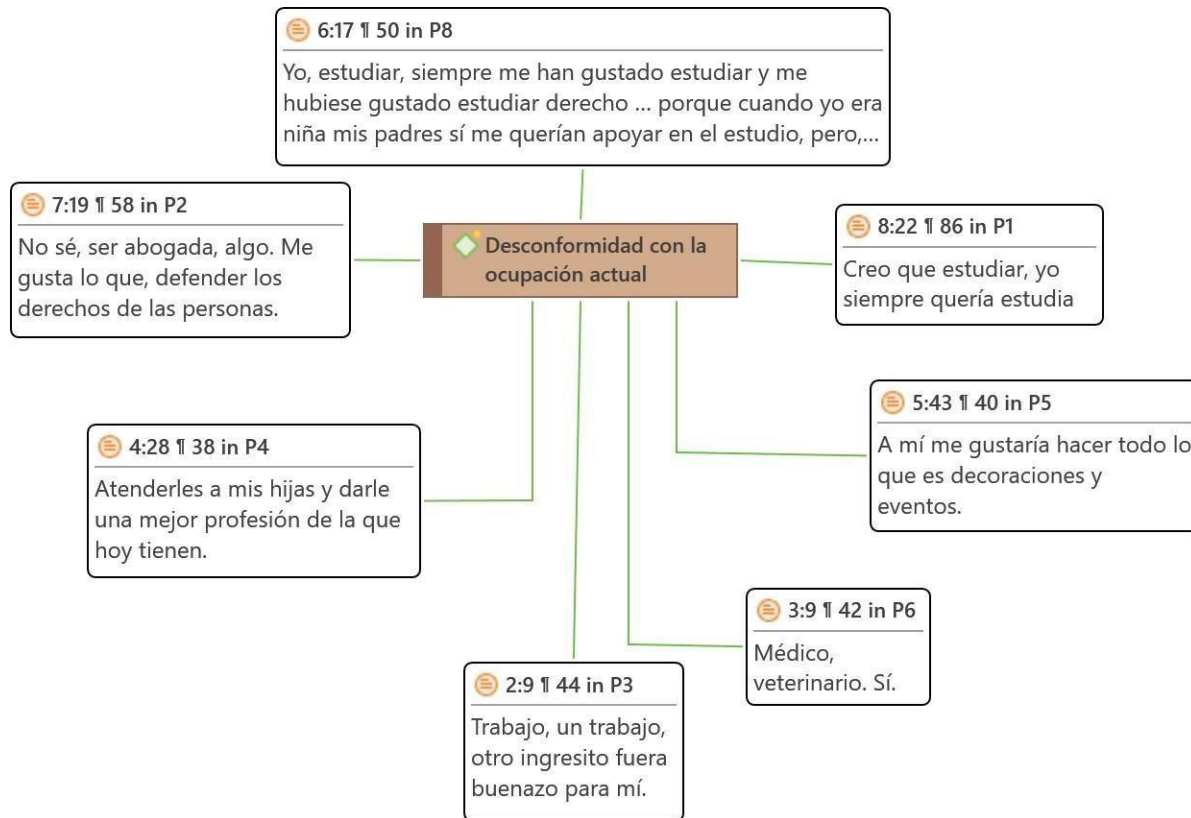 6:17 ¶ 50 in P8
Yo, estudiar, siempre me han gustado estudiar y me
hubiese gustado estudiar derecho ... porque cuando yo era
niña mis padres sí me querían apoyar en el estudio, pero,...
7:19 ¶ 58 in P2
No sé, ser abogada, algo. Me
gusta lo que, defender los
derechos de las personas.
Desconformidad con la
ocupación actual
8:22 ¶ 86 in P1
Creo que estudiar, yo
siempre quería estudia
5:43 ¶ 40 in P5
A mí me gustaría hacer todo lo
que es decoraciones y
eventos.
4:28 ¶ 38 in P4
Atenderles a mis hijas y darle
una mejor profesión de la que
hoy tienen.
3:9 ¶ 42 in P6
Médico,
veterinario. Sí.
2:9 ¶ 44 in P3
Trabajo, un trabajo,
otro ingresito fuera
buenazo para mí.